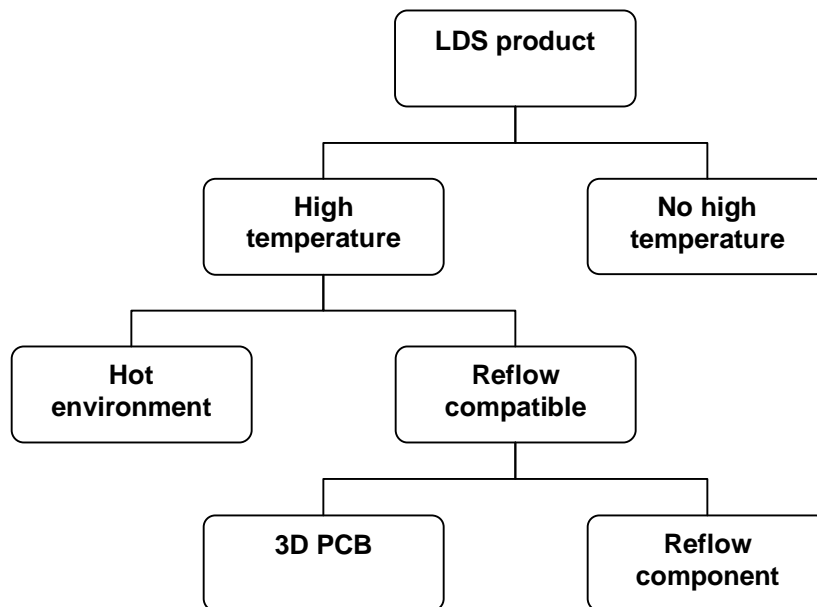 LDS product
High
temperature
No high
temperature
Hot
environment
Reflow
compatible
3D PCB
Reflow
component